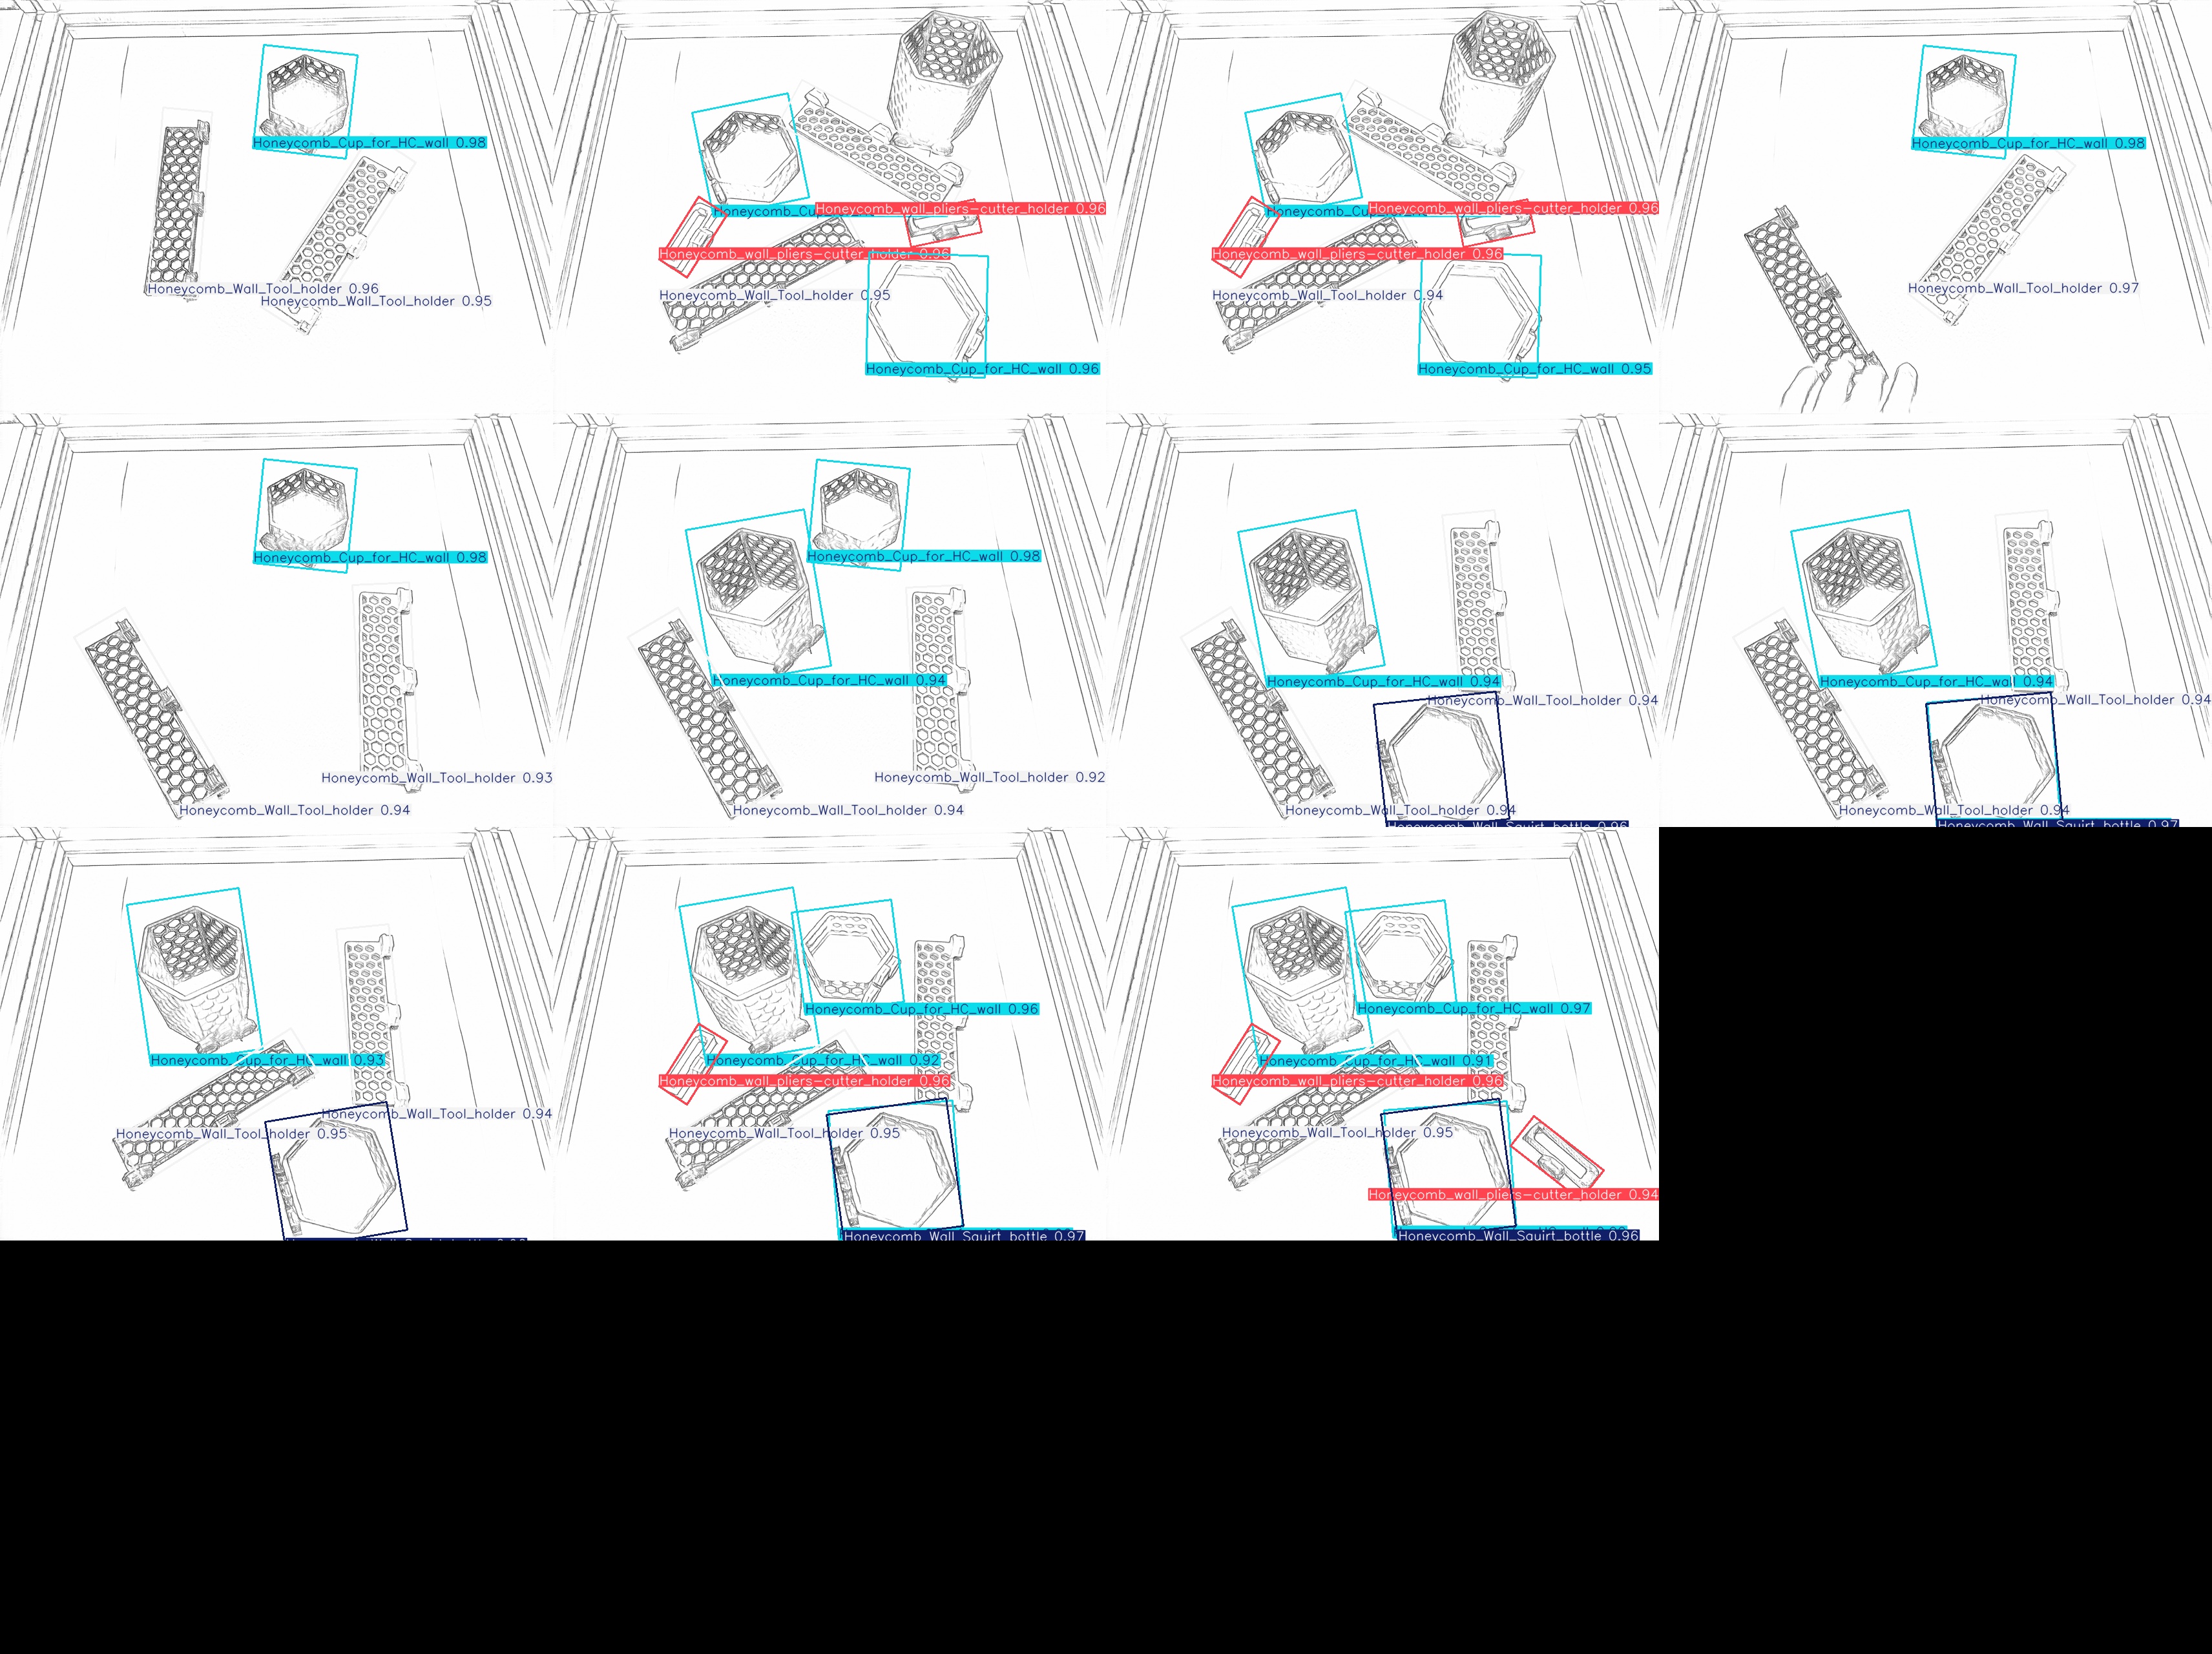 Honeycomb_Cup_for_HC_wall 0.98
Honeycomb_Wall_Tool_holder 0.96
Honeycomb_Wall_Tool_holder 0.95
Honeycomb_Cu
Honeycomb_wall_pliers-cutter_holder 0.96
Honeycomb_wall_pliers-cutter_holder 0.96
Honeycomb_Wall_Tool_holder 0.95
Honeycomb_Cup_for_HC_wall 0.96
Honeycomb_Cup
Honeycomb_wall_pliers-cutter_holder 0.96
Honeycomb_wall_pliers-cutter_holder 0.96
Honeycomb_Wall_Tool_holder 0.94
Honeycomb_Cup_for_HC_wall 0.95
Honeycomb_Cup_for_HC_wall 0.98
Honeycomb_Wall_Tool_holder 0.97
Honeycomb_Cup_for_HC_wall 0.98
Honeycomb_Wall_Tool_holder 0.93
Honeycomb_Wall_Tool_holder 0.94
Honeycomb_Cup_for_HC_wall 0.98
Honeycomb_Cup_for_HC_wall 0.94
Honeycomb_Wall_Tool_holder 0.92
Honeycomb_Wall_Tool_holder 0.94
Honeycomb_Cup_for_HC_wall 0.94
Honeycomb_Wall_Tool_holder 0.94
Honeycomb_Wall_Tool_holder 0.94
Honeycomb_Wall_Squirt_bottle 0.96
Honeycomb_Cup_for_HC_wall 0.94
Honeycomb_Wall_Tool_holder 0.94
Honeycomb_Wall_Tool_holder 0.94
Honeycomb_Wall_Squirt_bottle 0.97
Honeycomb_Cup_for_HC_wall 0.93
Honeycomb_Wall_Tool_holder 0.94
Honeycomb_Wall_Tool_holder 0.95
Honeycomb_Cup_for_HC_wall 0.96
Honeycomb_Cup_for_HC_wall 0.92
Honeycomb_wall_pliers-cutter_holder 0.96
Honeycomb_Wall_Tool_holder 0.95
Honeycomb_Wall_Squirt_bottle 0.97
Honeycomb_Cup_for_HC_wall 0.97
Honeycomb_Cup_for_HC_wall 0.91
Honeycomb_wall_pliers-cutter_holder 0.96
Honeycomb_Wall_Tool_holder 0.95
Honeycomb_wall_pliers-cutter_holder 0.94
Honeycomb_Wall_Squirt_bottle 0.96